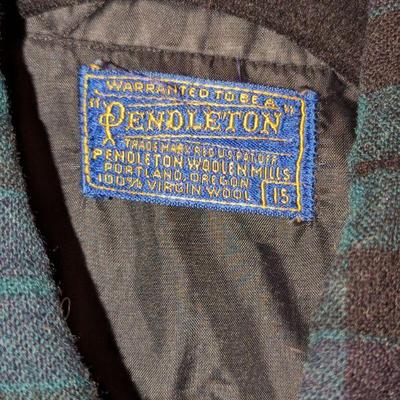 WARRANTED TO BE A
"PENDLETON"
TRADE MARK REG. U.S. PAT. OFF.
PENDLETON WOOLEN MILLS
PORTLAND, OREGON
100% VIRGIN WOOL 15